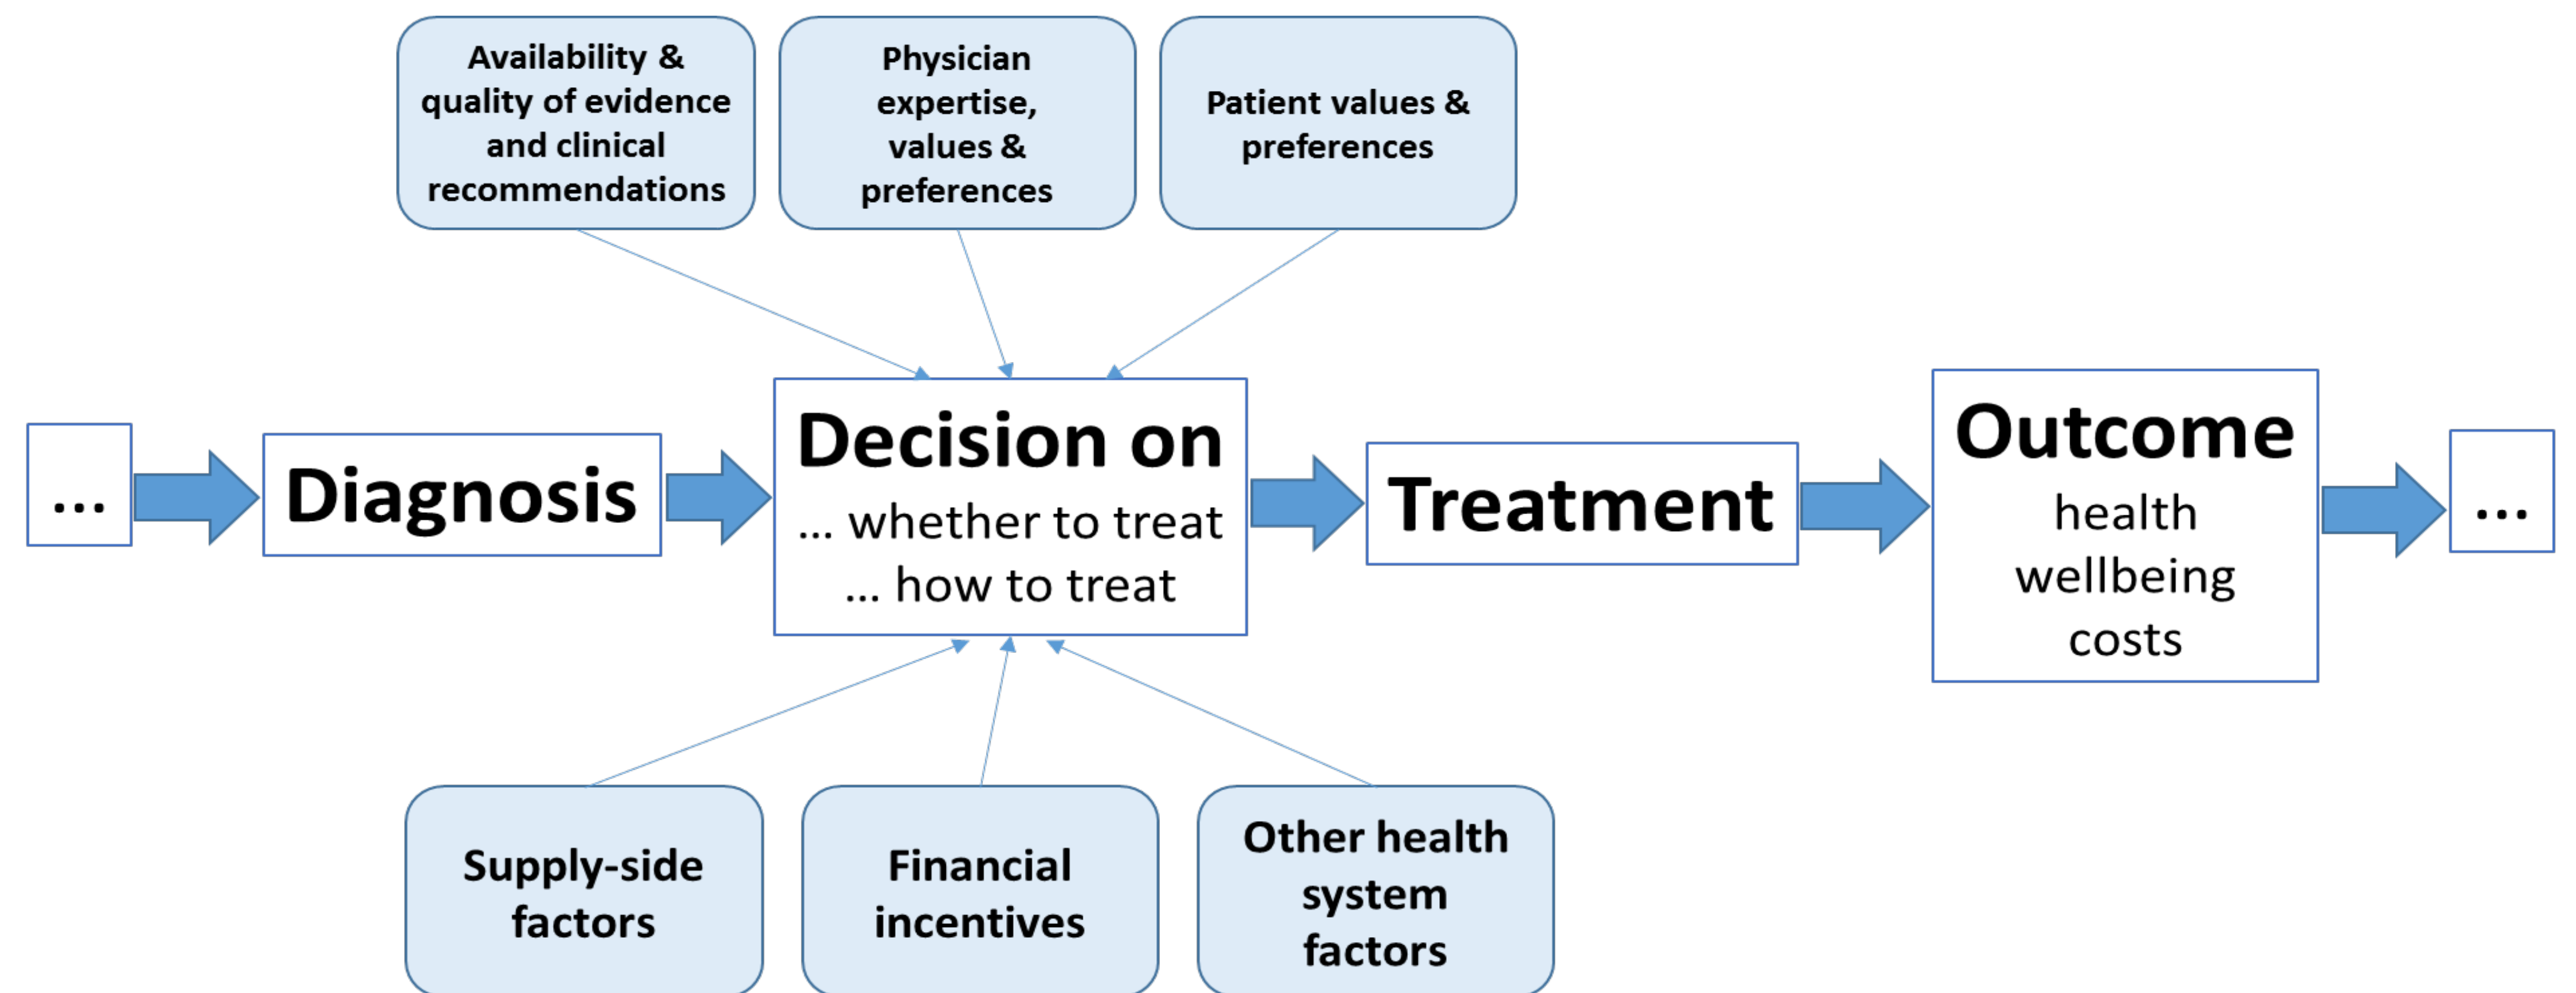 Availability &
quality of evidence
and clinical
recommendations
Physician
expertise,
values &
preferences
Patient values &
preferences
...
Diagnosis
Decision on
... whether to treat
... how to treat
Treatment
Outcome
health
wellbeing
costs
...
Supply-side
factors
Financial
incentives
Other health
system
factors